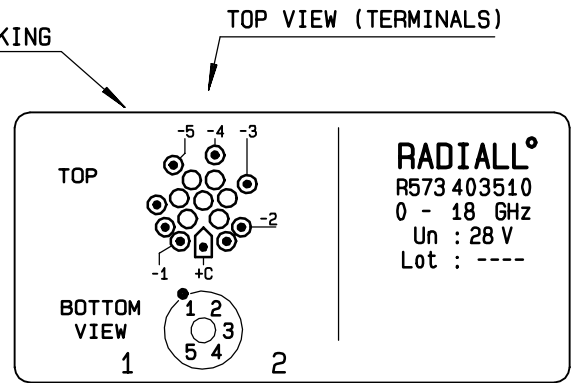 TOP VIEW (TERMINALS)
KING
-5 -4 -3
TOP
-2
-1 +C
BOTTOM
VIEW
1 2
3
5 4
1 2
RADIALL°
R573 403510
0 - 18 GHz
Un : 28 V
Lot : ----